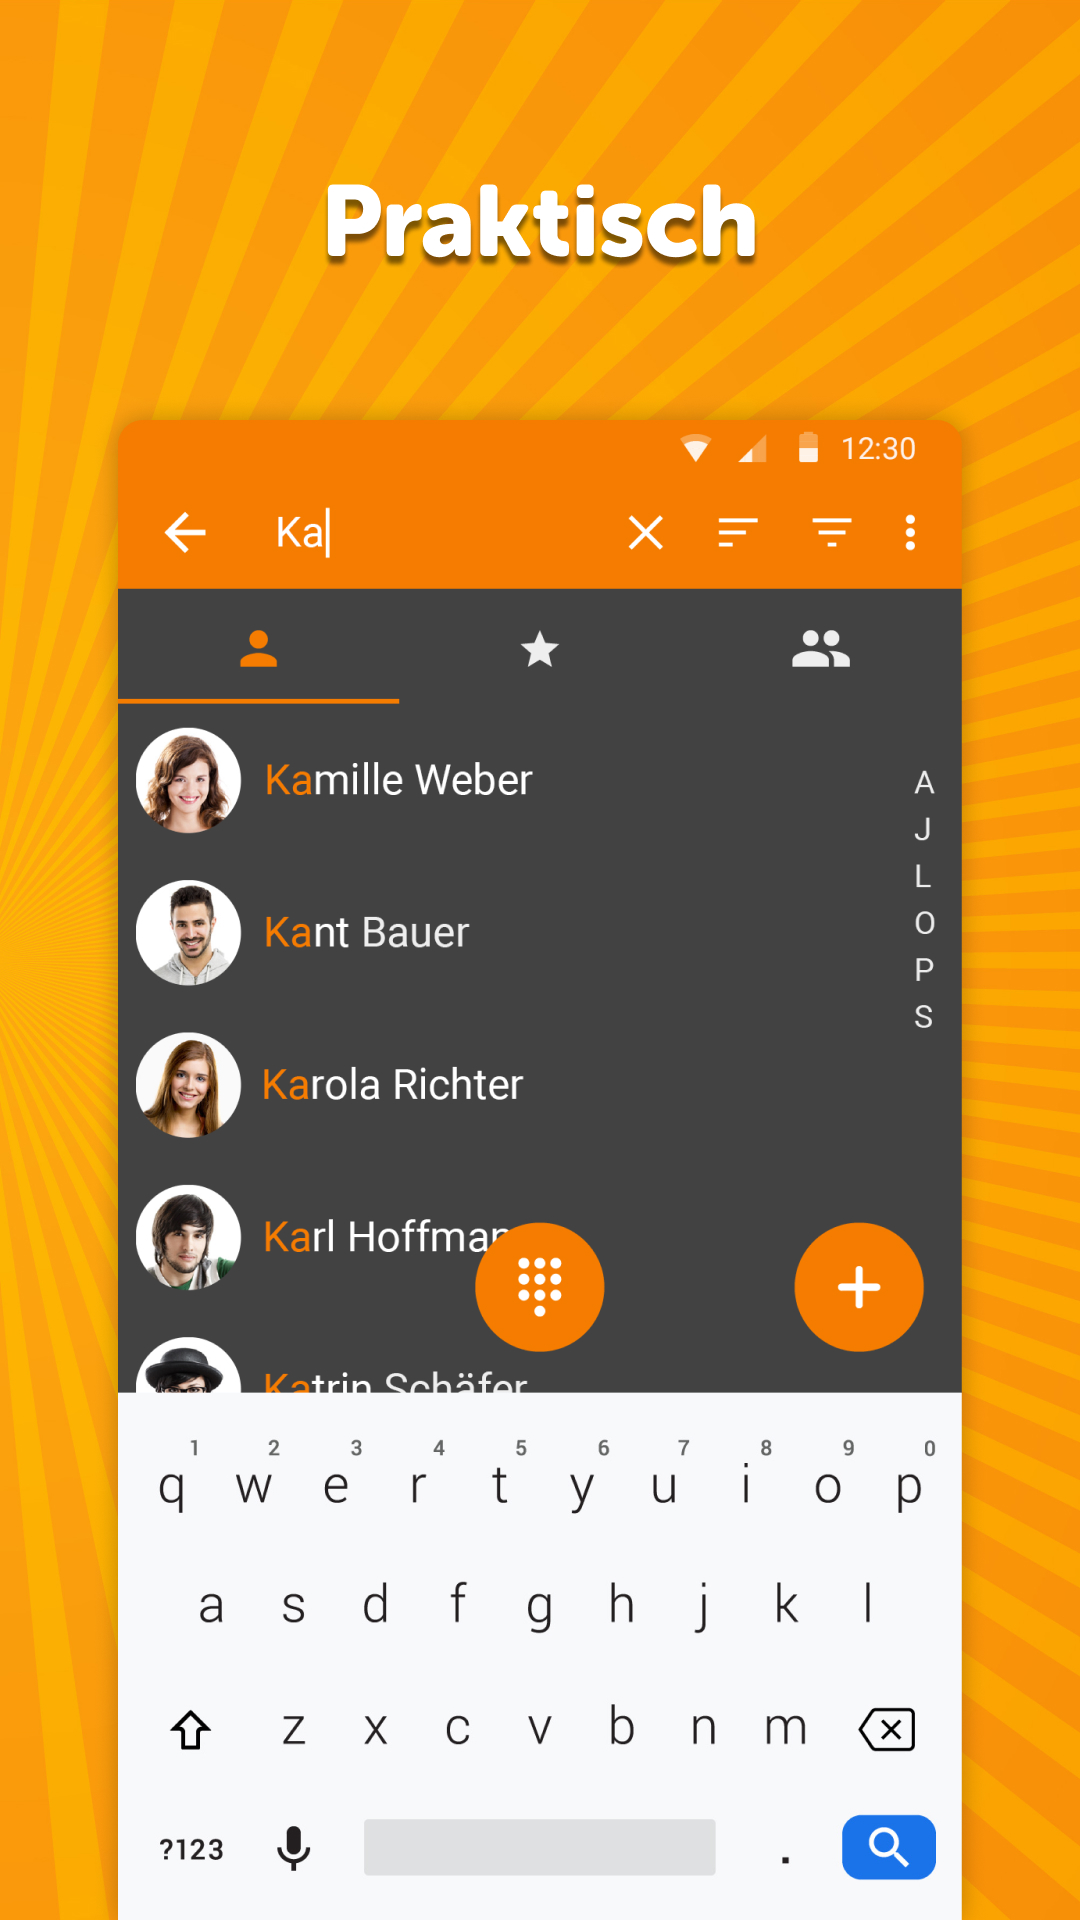 Praktisch
12:30
Ka
Kamille Weber
Kant Bauer
Karola Richter
Karl Hoffman
Katrin Schäfer
A
J
L
O
P
S
1 2 3 4 5 6 7 8 9 0
q w e r t y u i o p
a s d f g h j k l
z x c v b n m
?123 .